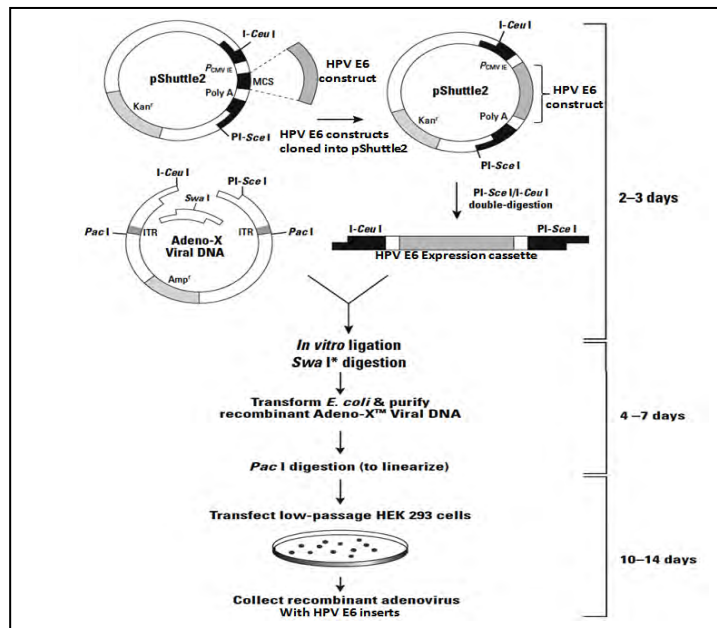 I-Ceu I
PCMV IE
pShuttle2
MCS
Poly A
Kanr
PI-Sce I
HPV E6
construct
HPV E6 constructs
cloned into pShuttle2
I-Ceu I
PCMV IE
pShuttle2
Poly A
Kanr
PI-Sce I
HPV E6
construct
I-Ceu I
PI-Sce I
Swa I
Pac I
ITR
ITR
Pac I
Adeno-X
Viral DNA
Ampr
PI-Sce I/I-Ceu I
double-digestion
I-Ceu I
PI-Sce I
HPV E6 Expression cassette
2–3 days
In vitro ligation
Swa I* digestion
Transform E. coli & purify
recombinant Adeno-X™ Viral DNA
4–7 days
Pac I digestion (to linearize)
Transfect low-passage HEK 293 cells
10–14 days
Collect recombinant adenovirus
With HPV E6 inserts